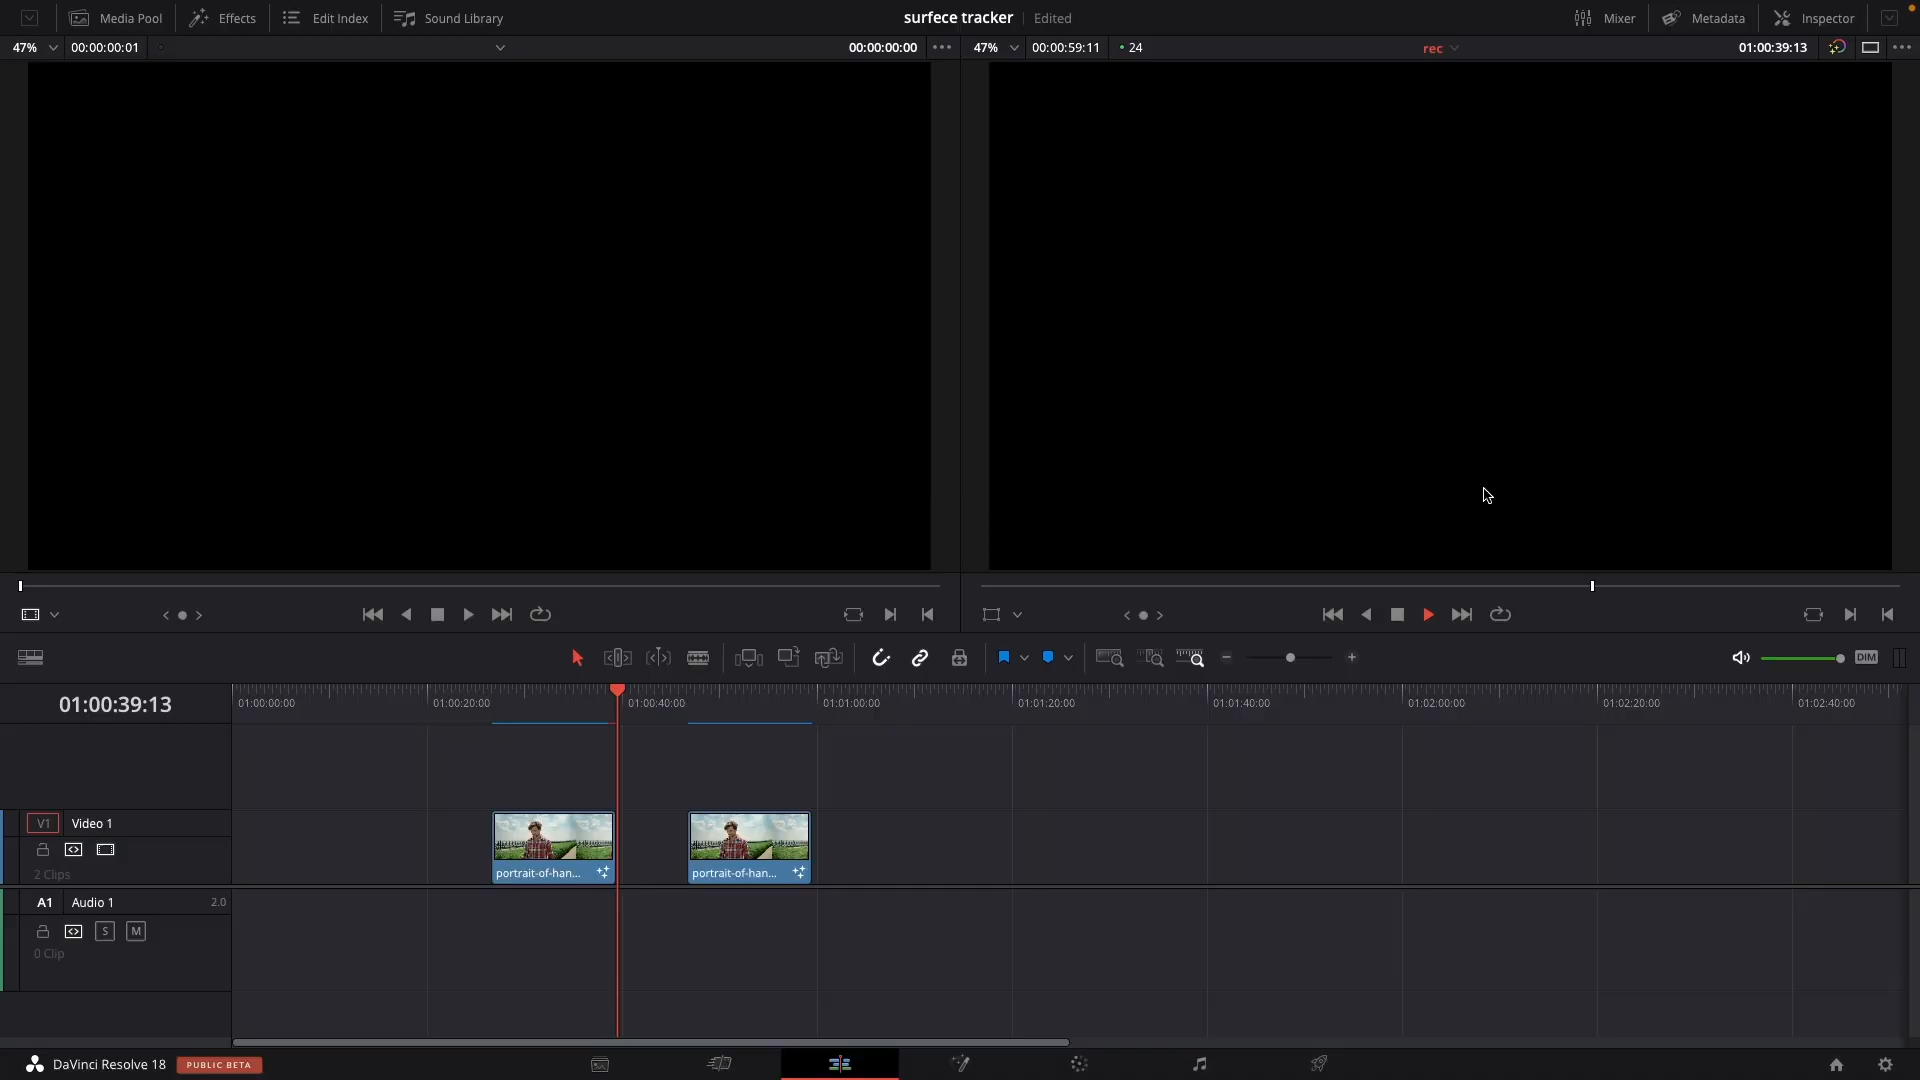 Media Pool Effects Edit Index Sound Library surfece tracker Edited Mixer Metadata Inspector
47% 00:00:00:01 00:00:00:00 47% 00:00:59:11 24 rec 01:00:39:13
DIM
01:00:39:13 01:00:00:00 01:00:20:00 01:00:40:00 01:01:00:00 01:01:20:00 01:01:40:00 01:02:00:00 01:02:20:00 01:02:40:00
V1 Video 1
2 Clips portrait-of-han... portrait-of-han...
A1 Audio 1 2.0
S M
0 Clip
DaVinci Resolve 18 PUBLIC BETA